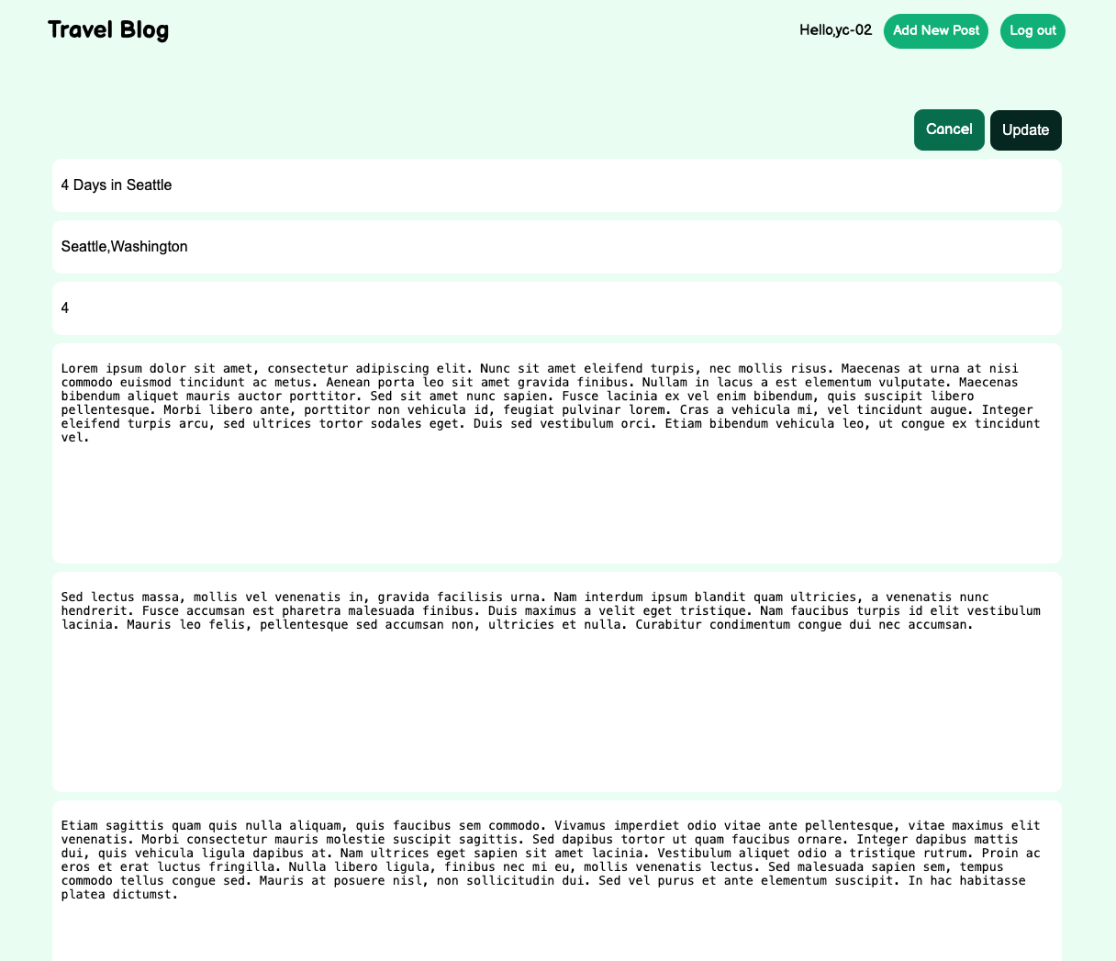 Travel Blog
Hello,yc-02 Add New Post Log out
Cancel Update
4 Days in Seattle
Seattle,Washington
4
Lorem ipsum dolor sit amet, consectetur adipiscing elit. Nunc sit amet eleifend turpis, nec mollis risus. Maecenas at urna at nisi
commodo euismod tincidunt ac metus. Aenean porta leo sit amet gravida finibus. Nullam in lacus a est elementum vulputate. Maecenas
bibendum aliquet mauris auctor porttitor. Sed sit amet nunc sapien. Fusce lacinia ex vel enim bibendum, quis suscipit libero
pellentesque. Morbi libero ante, porttitor non vehicula id, feugiat pulvinar lorem. Cras a vehicula mi, vel tincidunt augue. Integer
eleifend turpis arcu, sed ultrices tortor sodales eget. Duis sed vestibulum orci. Etiam bibendum vehicula leo, ut congue ex tincidunt
vel.
Sed lectus massa, mollis vel venenatis in, gravida facilisis urna. Nam interdum ipsum blandit quam ultricies, a venenatis nunc
hendrerit. Fusce accumsan est pharetra malesuada finibus. Duis maximus a velit eget tristique. Nam faucibus turpis id elit vestibulum
lacinia. Mauris leo felis, pellentesque sed accumsan non, ultricies et nulla. Curabitur condimentum congue dui nec accumsan.
Etiam sagittis quam quis nulla aliquam, quis faucibus sem commodo. Vivamus imperdiet odio vitae ante pellentesque, vitae maximus elit
venenatis. Morbi consectetur mauris molestie suscipit sagittis. Sed dapibus tortor ut quam faucibus ornare. Integer dapibus mattis
dui, quis vehicula ligula dapibus at. Nam ultrices eget sapien sit amet lacinia. Vestibulum aliquet odio a tristique rutrum. Proin ac
eros et erat luctus fringilla. Nulla libero ligula, finibus nec mi eu, mollis venenatis lectus. Sed malesuada sapien sem, tempus
commodo tellus congue sed. Mauris at posuere nisl, non sollicitudin dui. Sed vel purus et ante elementum suscipit. In hac habitasse
platea dictumst.